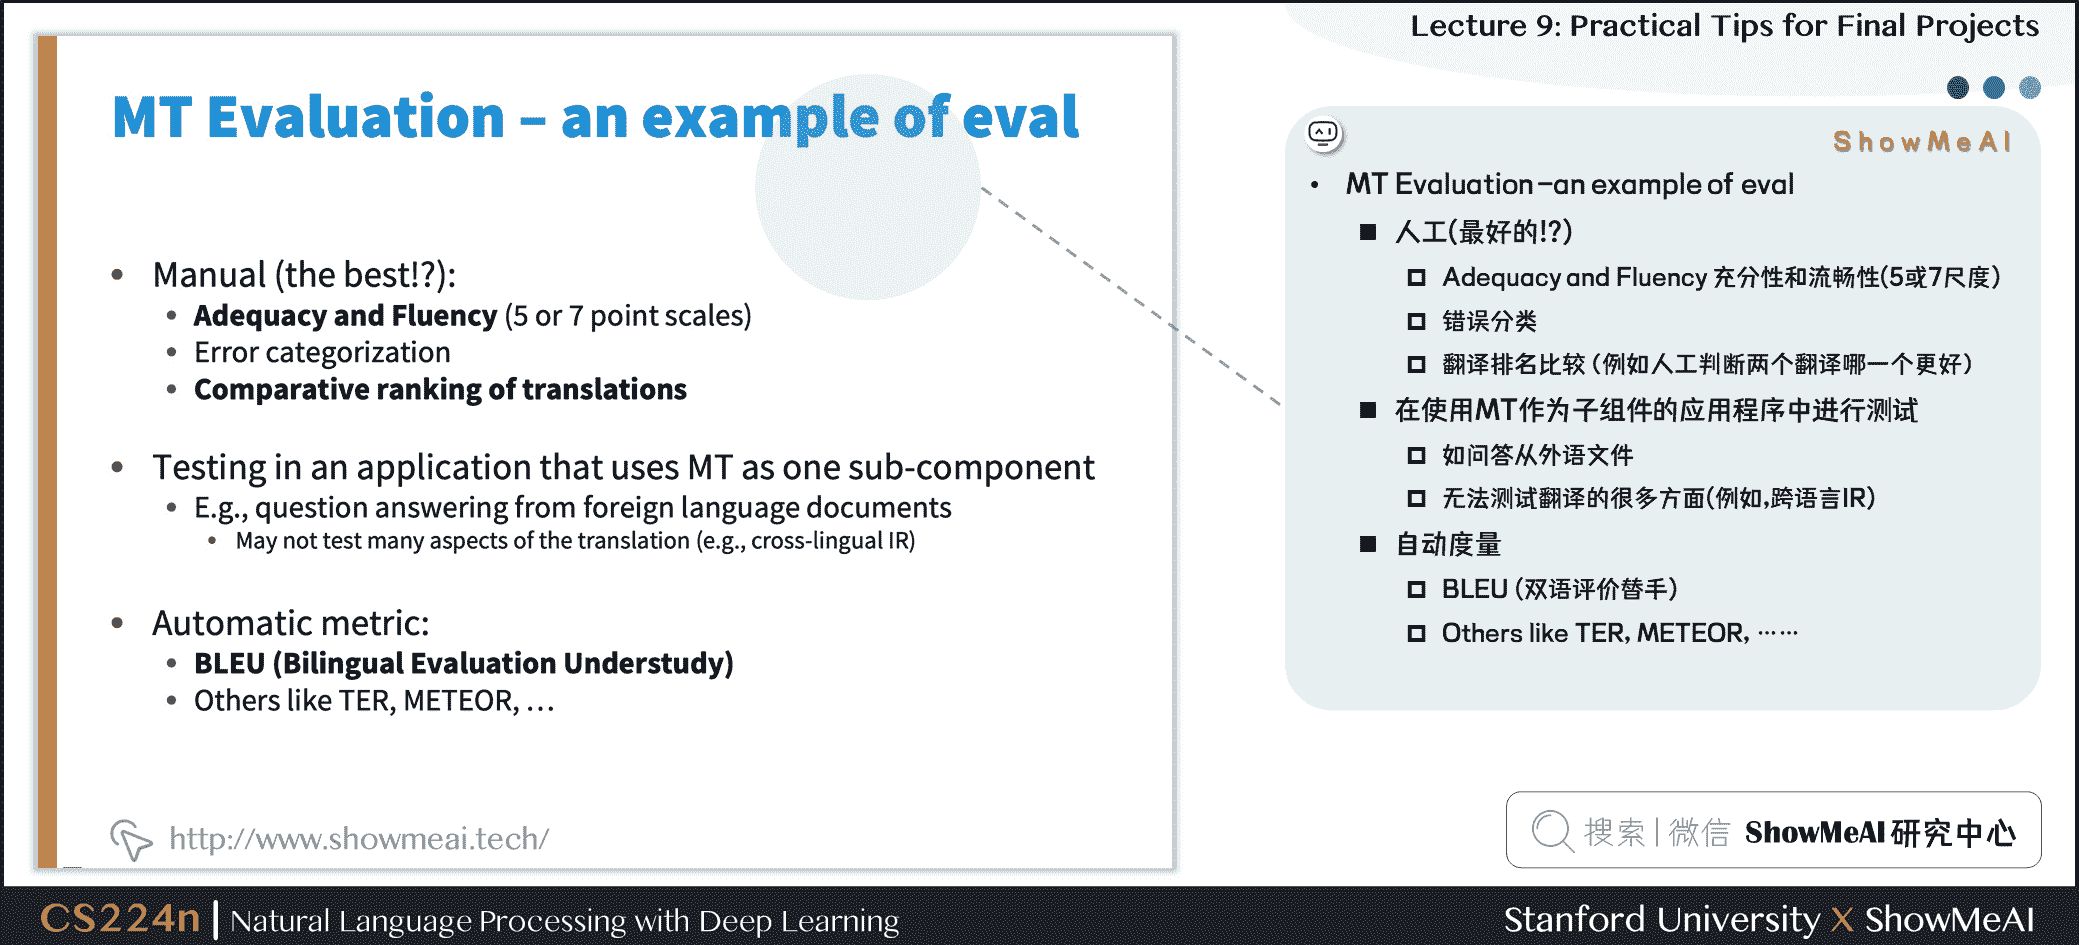 Lecture 9: Practical Tips for Final Projects
MT Evaluation – an example of eval
• Manual (the best!?):
• Adequacy and Fluency (5 or 7 point scales)
• Error categorization
• Comparative ranking of translations
• Testing in an application that uses MT as one sub-component
• E.g., question answering from foreign language documents
• May not test many aspects of the translation (e.g., cross-lingual IR)
• Automatic metric:
• BLEU (Bilingual Evaluation Understudy)
• Others like TER, METEOR, …
http://www.showmeai.tech/
ShowMeAI
• MT Evaluation –an example of eval
■ 人工(最好的!?)
Adequacy and Fluency 充分性和流畅性(5或7尺度)
错误分类
翻译排名比较 (例如人工判断两个翻译哪一个更好)
■ 在使用MT作为子组件的应用程序中进行测试
如问答从外语文件
无法测试翻译的很多方面(例如,跨语言IR)
■ 自动度量
BLEU (双语评价替手)
Others like TER, METEOR, ……
搜索 | 微信 ShowMeAI 研究中心
CS224n | Natural Language Processing with Deep Learning
Stanford University X ShowMeAI